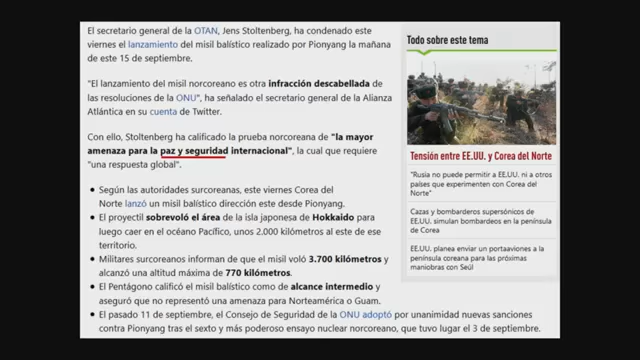 El secretario general de la OTAN, Jens Stoltenberg, ha condenado este
viernes el lanzamiento del misil balístico realizado por Pionyang la mañana
de este 15 de septiembre.
"El lanzamiento del misil norcoreano es otra infracción descabellada de
las resoluciones de la ONU", ha señalado el secretario general de la Alianza
Atlántica en su cuenta de Twitter.
Con ello, Stoltenberg ha calificado la prueba norcoreana de "la mayor
amenaza para la paz y seguridad internacional", la cual que requiere
"una respuesta global".
Según las autoridades surcoreanas, este viernes Corea del
Norte lanzó un misil balístico dirección este desde Pionyang.
El proyectil sobrevoló el área de la isla japonesa de Hokkaido para
luego caer en el océano Pacífico, unos 2.000 kilómetros al este de ese
territorio.
Militares surcoreanos informan de que el misil voló 3.700 kilómetros y
alcanzó una altitud máxima de 770 kilómetros.
El Pentágono calificó el misil balístico como de alcance intermedio y
aseguró que no representó una amenaza para Norteamérica o Guam.
El pasado 11 de septiembre, el Consejo de Seguridad de la ONU adoptó por unanimidad nuevas sanciones
contra Pionyang tras el sexto y más poderoso ensayo nuclear norcoreano, que tuvo lugar el 3 de septiembre.
Todo sobre este tema
Tensión entre EE.UU. y Corea del Norte
"Rusia no puede permitir a EE.UU. ni a otros
países que experimenten con Corea del
Norte"
Cazas y bombarderos supersónicos de
EE.UU. simulan bombardeos en la península
de Corea
EE.UU. planea enviar un portaaviones a la
península coreana para las próximas
maniobras con Seúl